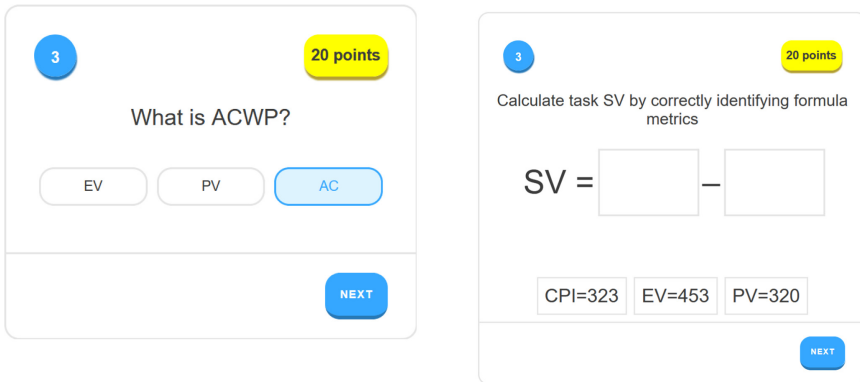 3
20 points
What is ACWP?
EV
PV
AC
NEXT
3
20 points
Calculate task SV by correctly identifying formula
metrics
SV = –
CPI=323
EV=453
PV=320
NEXT